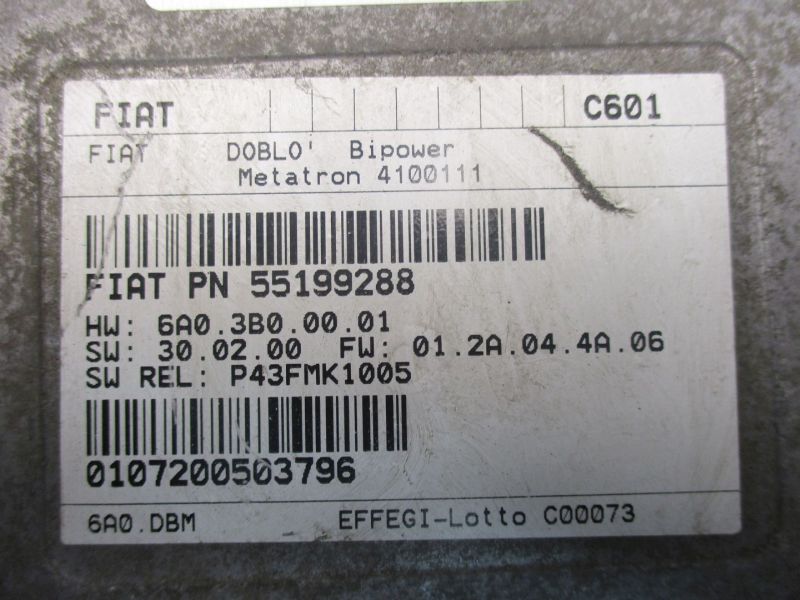 FIAT C601
FIAT DOBLO' Bipower
Metatron 4100111
FIAT PN 55199288
HW: 6A0.3B0.00.01
SW: 30.02.00 FW: 01.2A.04.4A.06
SW REL: P43FMK1005
0107200503796
6A0.DBM EFFEGI-Lotto C00073